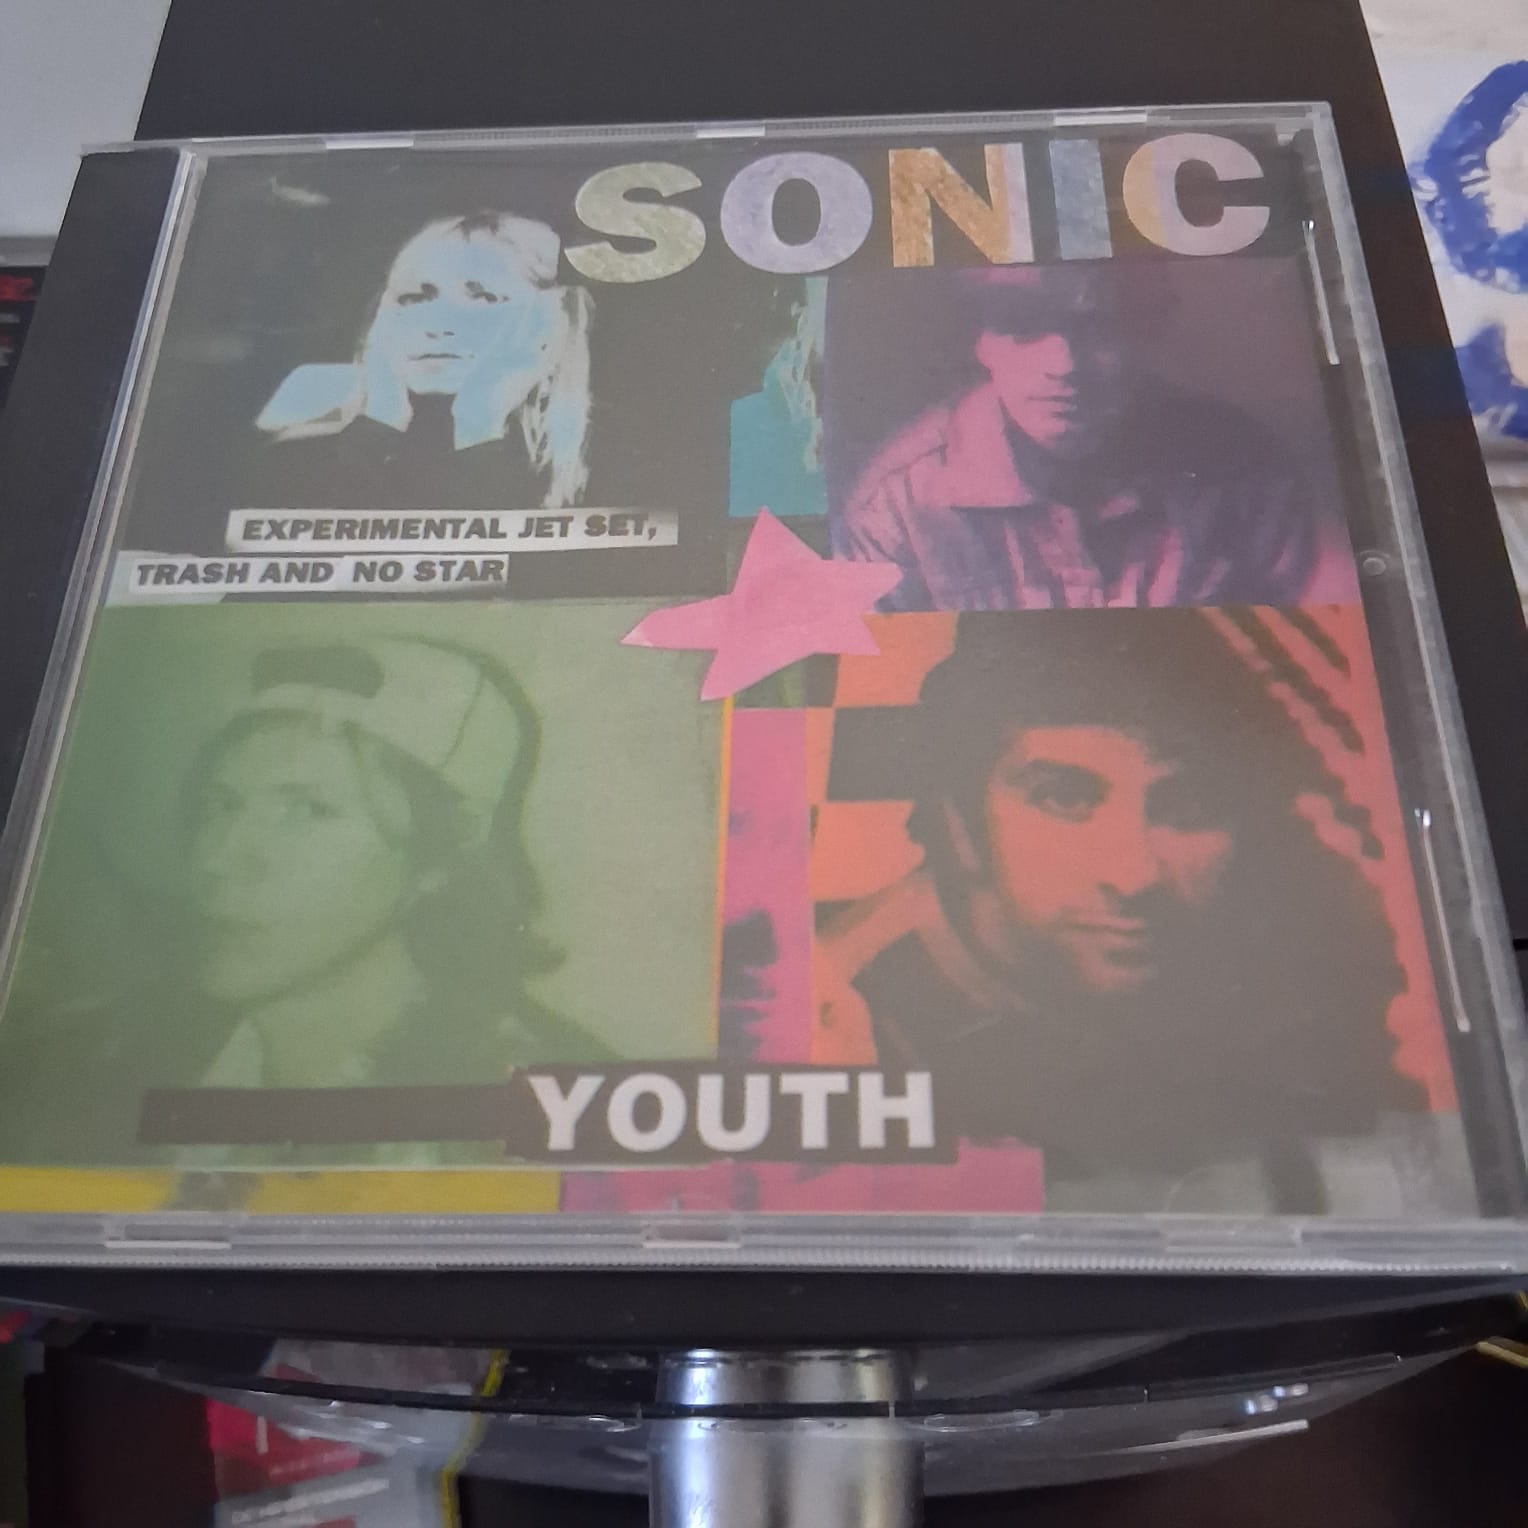 SONIC
EXPERIMENTAL JET SET,
TRASH AND NO STAR
YOUTH